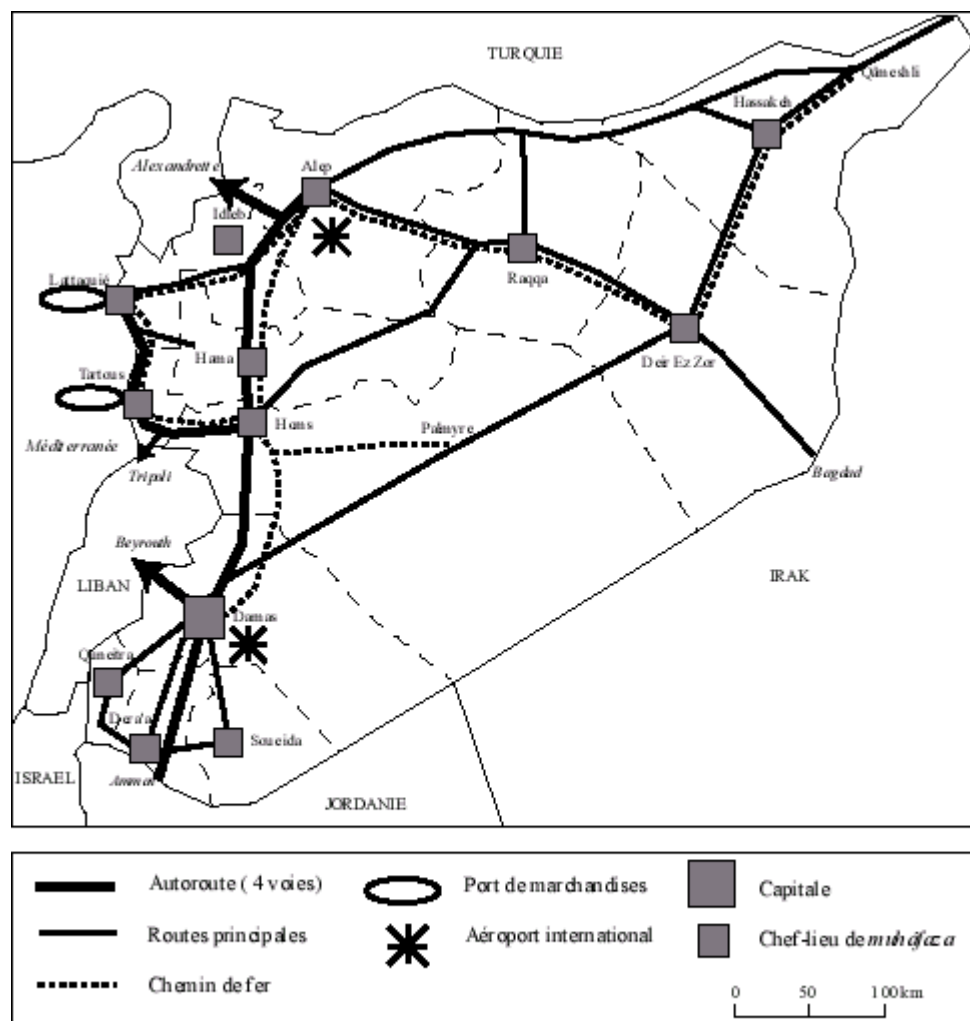 TURQUIE
Qameshli
Hassakeh
Alexandrette
Alep
Idleb
Raqqa
Lattaquié
Deir Ez Zor
Hama
Tartous
Homs
Palmyre
Méditerranée
Tripoli
Bagdad
Beyrouth
LIBAN
IRAK
Damas
Quneitra
Dera'a
Soueida
ISRAEL
Amman
JORDANIE
Autoroute ( 4 voies)
Port de marchandises
Capitale
Routes principales
Aéroport international
Chef-lieu de muhâfaza
Chemin de fer
0 50 100 km